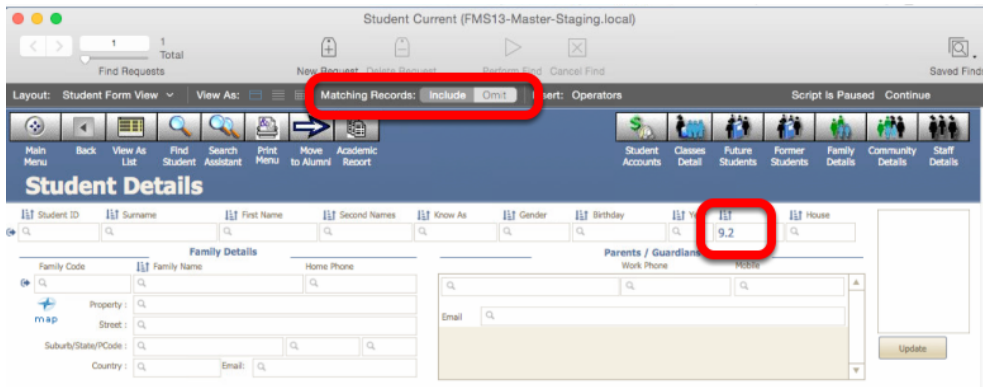 Student Current (FMS13-Master-Staging.local)
1 1
Total
Find Requests
New Request Delete Request Perform Find Cancel Find
Saved Finds
Layout: Student Form View View As: Matching Records: Include Omit Insert: Operators Script Is Paused Continue
Main Menu Back View As List Find Student Search Assistant Print Menu Move to Alumni Academic Report Student Accounts Classes Detail Future Students Former Students Family Details Community Details Staff Details
Student Details
Student ID Surname First Name Second Names Know As Gender Birthday House
9.2
Family Details Parents / Guardians
Family Code Family Name Home Phone Work Phone Mobile
map
Property :
Street :
Email
Suburb/State/PCode :
Update
Country : Email: